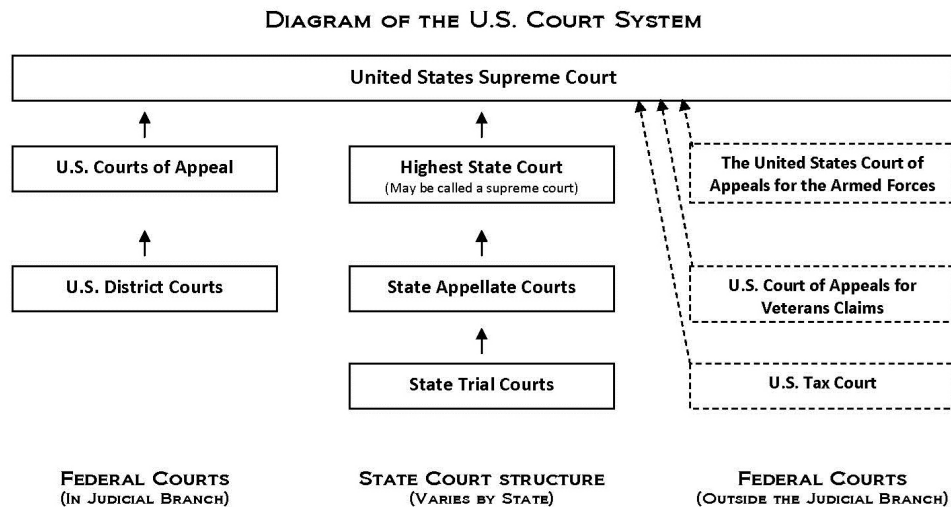 Diagram of the U.S. Court System
United States Supreme Court
U.S. Courts of Appeal
Highest State Court
(May be called a supreme court)
The United States Court of
Appeals for the Armed Forces
U.S. District Courts
State Appellate Courts
U.S. Court of Appeals for
Veterans Claims
State Trial Courts
U.S. Tax Court
Federal Courts
(In Judicial Branch)
State Court structure
(Varies by State)
Federal Courts
(Outside the Judicial Branch)